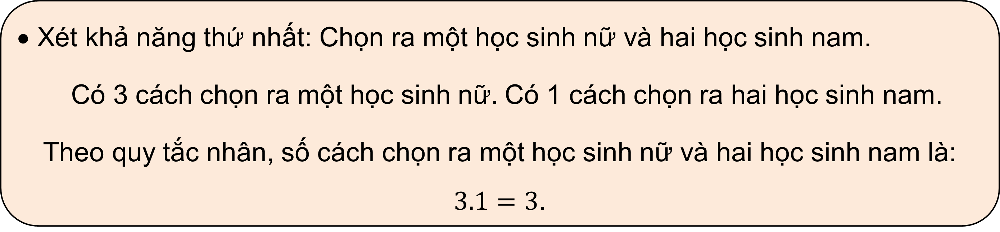 • Xét khả năng thứ nhất: Chọn ra một học sinh nữ và hai học sinh nam.
Có 3 cách chọn ra một học sinh nữ. Có 1 cách chọn ra hai học sinh nam.
Theo quy tắc nhân, số cách chọn ra một học sinh nữ và hai học sinh nam là:
3.1 = 3.